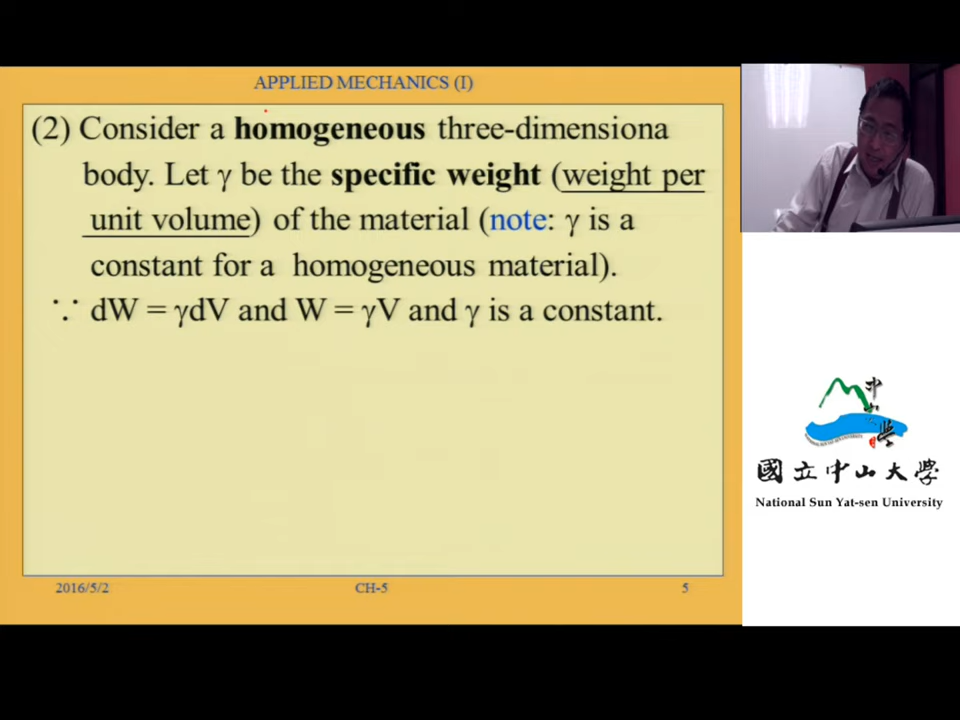 APPLIED MECHANICS (I)
(2) Consider a homogeneous three-dimensiona
body. Let γ be the specific weight (weight per
unit volume) of the material (note: γ is a
constant for a homogeneous material).
∵ dW = γdV and W = γV and γ is a constant.
2016/5/2 CH-5 5
中山大學
國立中山大學
National Sun Yat-sen University